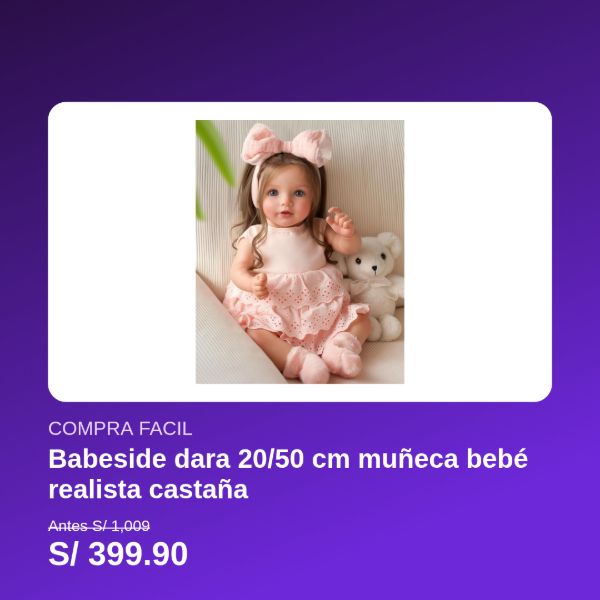 COMPRA FACIL
Babeside dara 20/50 cm muñeca bebé
realista castaña
Antes S/ 1,009
S/ 399.90